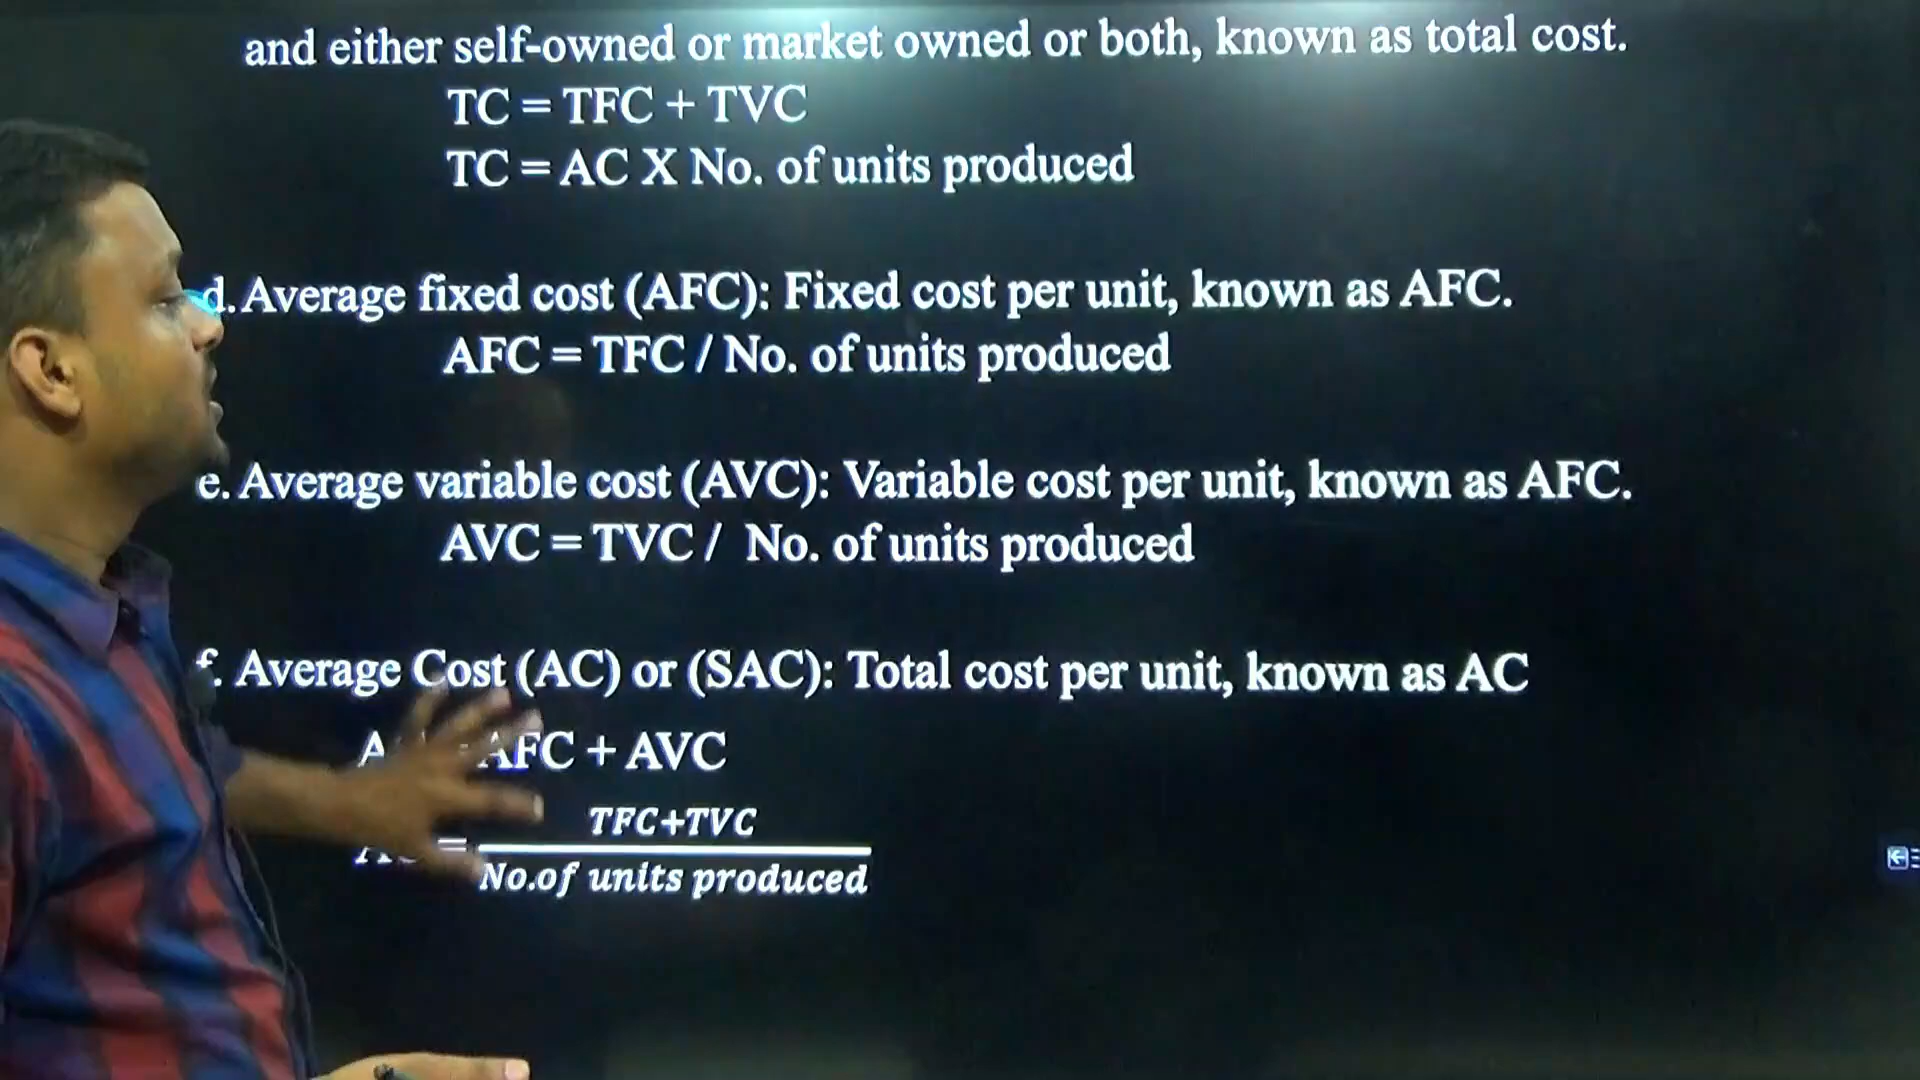 and either self-owned or market owned or both, known as total cost.
TC = TFC + TVC
TC = AC X No. of units produced
d. Average fixed cost (AFC): Fixed cost per unit, known as AFC.
AFC = TFC / No. of units produced
e. Average variable cost (AVC): Variable cost per unit, known as AFC.
AVC = TVC / No. of units produced
f. Average Cost (AC) or (SAC): Total cost per unit, known as AC
AFC + AVC
= TFC+TVC
No.of units produced